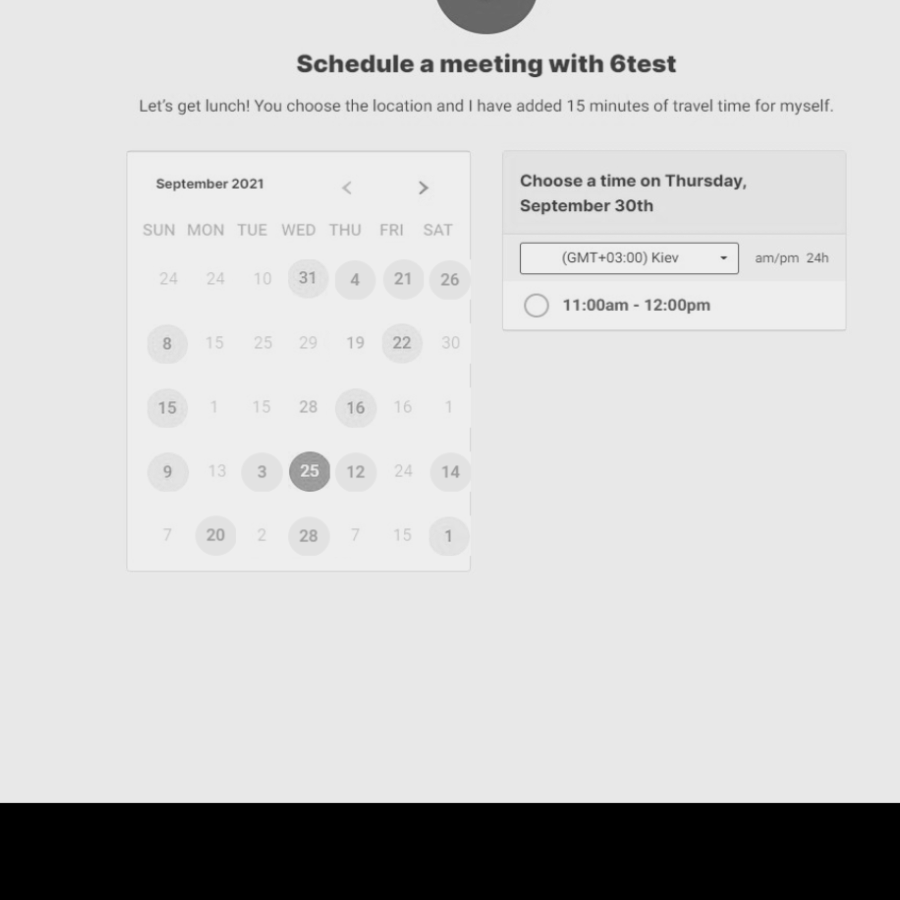 Schedule a meeting with 6test
Let's get lunch! You choose the location and I have added 15 minutes of travel time for myself.
September 2021
SUN MON TUE WED THU FRI SAT
24 24 10 31 4 21 26
8 15 25 29 19 22 30
15 1 15 28 16 16 1
9 13 3 25 12 24 14
7 20 2 28 7 15 1
Choose a time on Thursday,
September 30th
(GMT+03:00) Kiev am/pm 24h
11:00am - 12:00pm